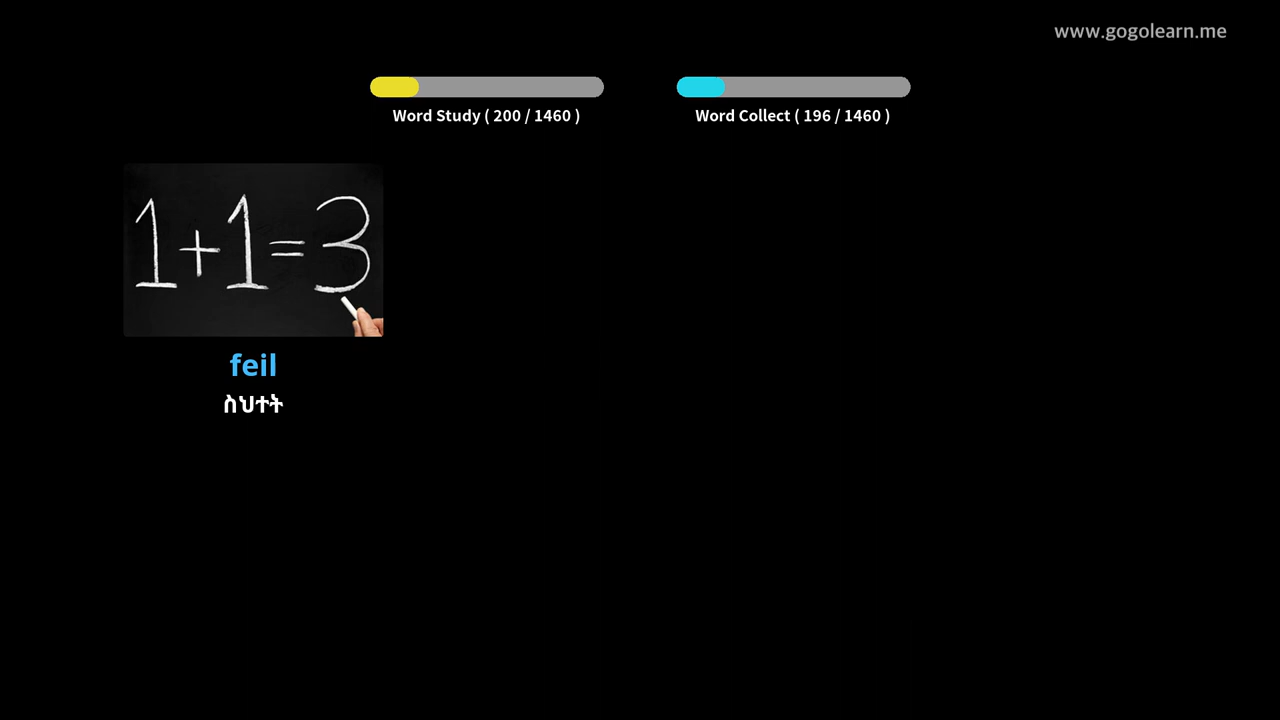 www.gogolearn.me
Word Study ( 200 / 1460 )
Word Collect ( 196 / 1460 )
1+1=3
feil
ስህተት